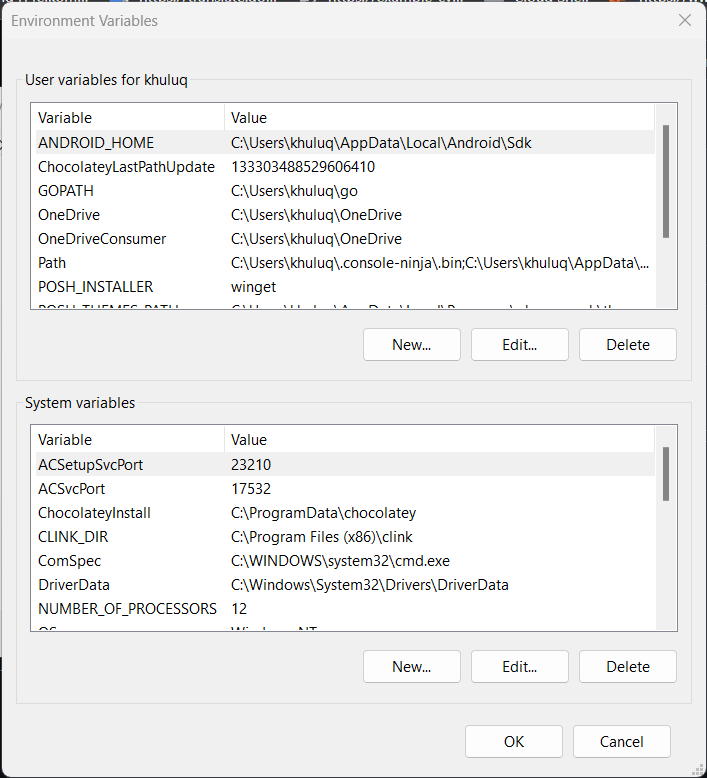 Environment Variables
User variables for khuluq
Variable Value
ANDROID_HOME C:\Users\khuluq\AppData\Local\Android\Sdk
ChocolateyLastPathUpdate 133303488529606410
GOPATH C:\Users\khuluq\go
OneDrive C:\Users\khuluq\OneDrive
OneDriveConsumer C:\Users\khuluq\OneDrive
Path C:\Users\khuluq\.console-ninja\.bin;C:\Users\khuluq\AppData\...
POSH_INSTALLER winget
New... Edit... Delete
System variables
Variable Value
ACSetupSvcPort 23210
ACSvcPort 17532
ChocolateyInstall C:\ProgramData\chocolatey
CLINK_DIR C:\Program Files (x86)\clink
ComSpec C:\WINDOWS\system32\cmd.exe
DriverData C:\Windows\System32\Drivers\DriverData
NUMBER_OF_PROCESSORS 12
New... Edit... Delete
OK Cancel